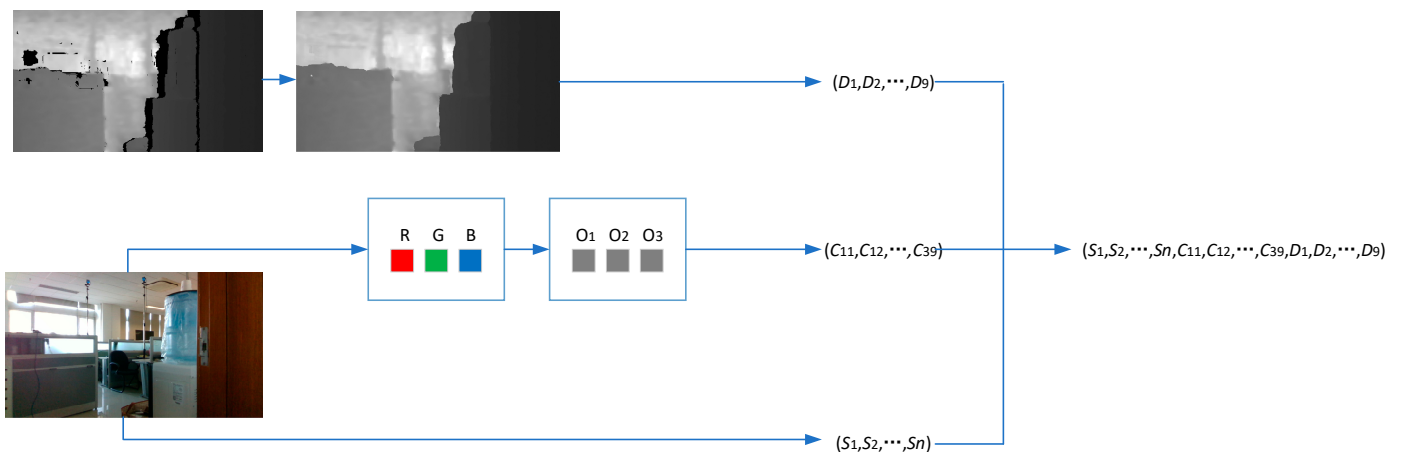 (D1,D2,⋯,D9)
R G B
O1 O2 O3
(C11,C12,⋯,C39)
(S1,S2,⋯,Sn,C11,C12,⋯,C39,D1,D2,⋯,D9)
(S1,S2,⋯,Sn)